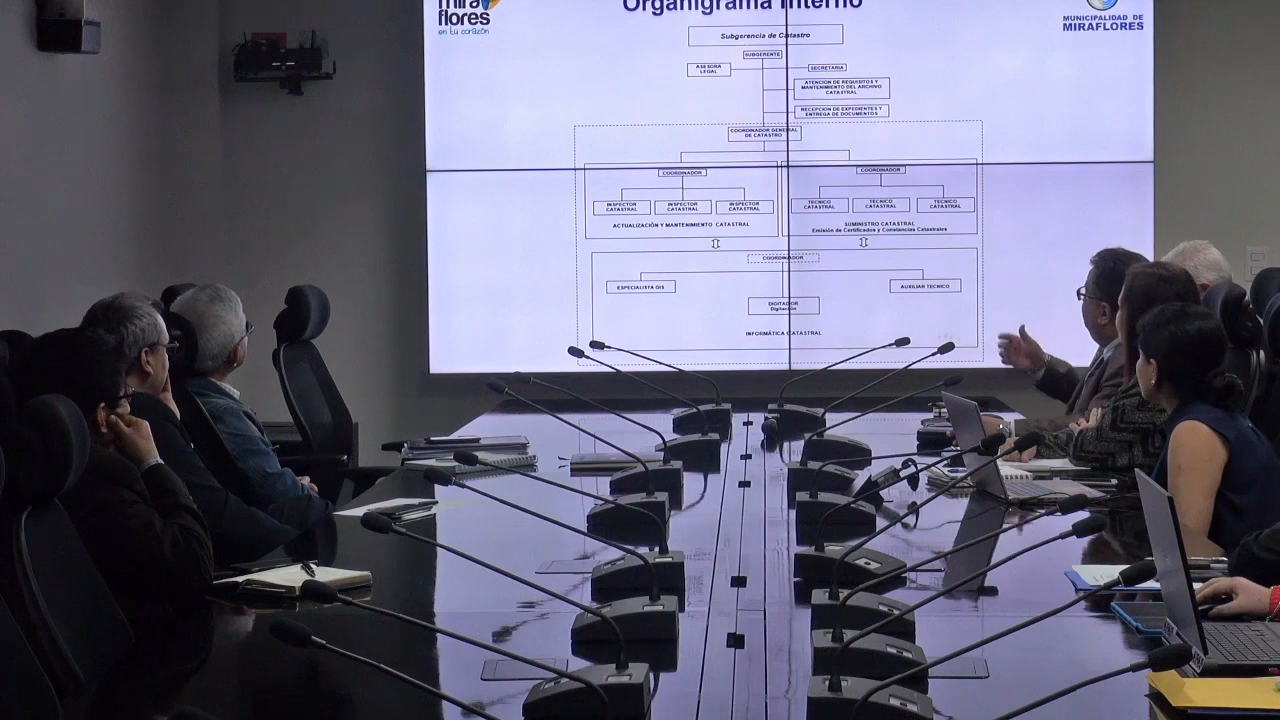 mira
flores
en tu corazón
Organigrama Interno
MUNICIPALIDAD DE
MIRAFLORES
Subgerencia de Catastro
SUBGERENTE
ASESORA
LEGAL
SECRETARIA
ATENCION DE REQUISITOS Y
MANTENIMIENTO DEL ARCHIVO
CATASTRAL
RECEPCION DE EXPEDIENTES Y
ENTREGA DE DOCUMENTOS
COORDINADOR GENERAL
DE CATASTRO
COORDINADOR
COORDINADOR
INSPECTOR
CATASTRAL
INSPECTOR
CATASTRAL
INSPECTOR
CATASTRAL
TECNICO
CATASTRAL
TECNICO
CATASTRAL
TECNICO
CATASTRAL
ACTUALIZACIÓN Y MANTENIMIENTO CATASTRAL
SUMINISTRO CATASTRAL
Emisión de Certificados y Constancias Catastrales
COORDINADOR
ESPECIALISTA GIS
AUXILIAR TECNICO
DIGITADOR
Digitación
INFORMÁTICA CATASTRAL